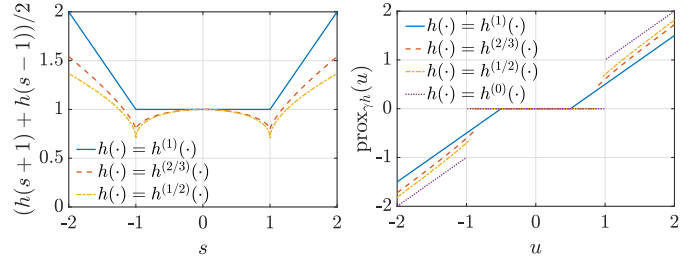 (h(s+1) + h(s−1))/2
2
1.5
1
0.5
0
h(·) = h^(1)(·)
h(·) = h^(2/3)(·)
h(·) = h^(1/2)(·)
-2 -1 0 1 2
s
prox_γh(u)
2
1
0
-1
-2
h(·) = h^(1)(·)
h(·) = h^(2/3)(·)
h(·) = h^(1/2)(·)
h(·) = h^(0)(·)
-2 -1 0 1 2
u